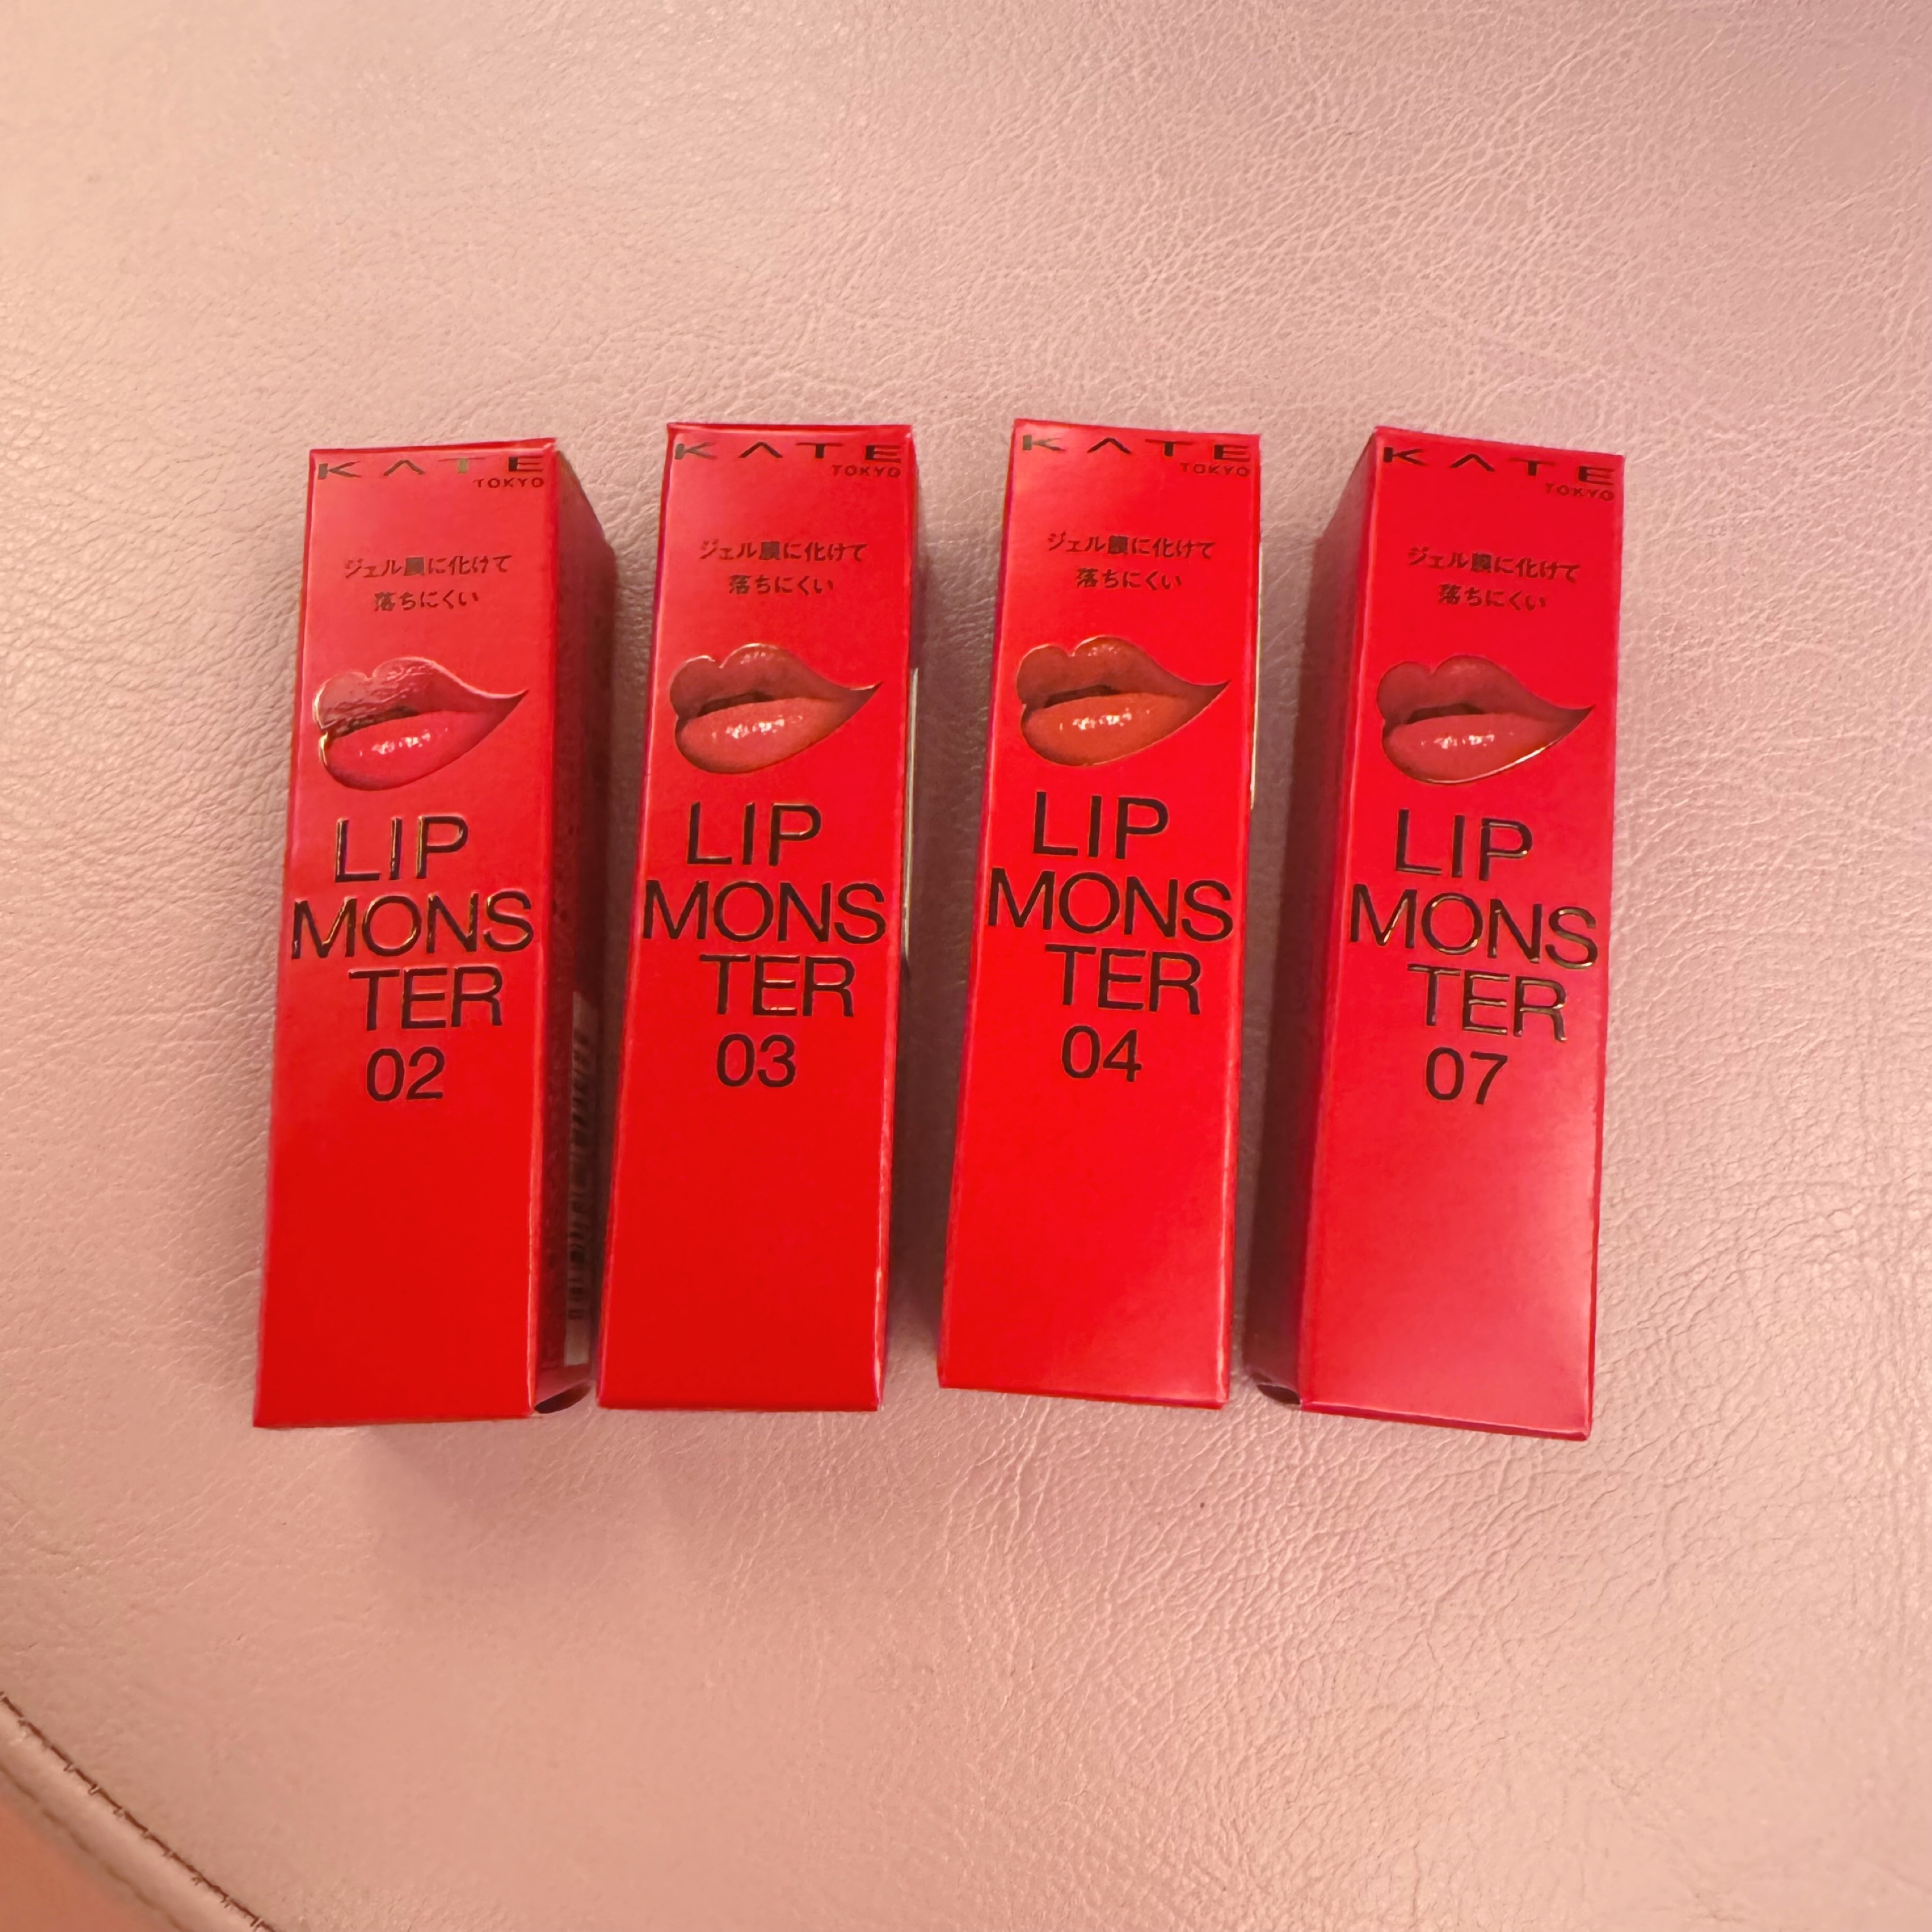 KATE
TOKYO
ジェル膜に化けて
落ちにくい
LIP
MONS
TER
02
KATE
TOKYO
ジェル膜に化けて
落ちにくい
LIP
MONS
TER
03
KATE
TOKYO
ジェル膜に化けて
落ちにくい
LIP
MONS
TER
04
KATE
TOKYO
ジェル膜に化けて
落ちにくい
LIP
MONS
TER
07